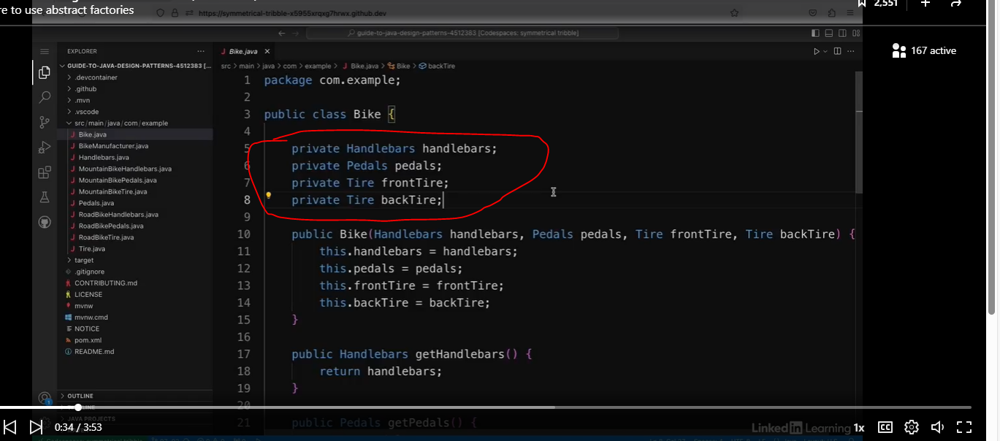 re to use abstract factories
2,551
https://symmetrical-tribble-x5955xrqxg7hrwx.github.dev
guide-to-java-design-patterns-4512383 [Codespaces: symmetrical tribble]
167 active
EXPLORER
GUIDE-TO-JAVA-DESIGN-PATTERNS-4512383 [...
.devcontainer
.github
.mvn
.vscode
src / main / java / com / example
J Bike.java
J BikeManufacturer.java
J Handlebars.java
J MountainBikeHandlebars.java
J MountainBikePedals.java
J MountainBikeTire.java
J Pedals.java
J RoadBikeHandlebars.java
J RoadBikePedals.java
J RoadBikeTire.java
J Tire.java
target
.gitignore
CONTRIBUTING.md
LICENSE
mvnw
mvnw.cmd
NOTICE
pom.xml
README.md
OUTLINE
JAVA PROJECTS
J Bike.java
src > main > java > com > example > J Bike.java > Bike > backTire
1 package com.example;
2
3 public class Bike {
4
5 private Handlebars handlebars;
6 private Pedals pedals;
7 private Tire frontTire;
8 private Tire backTire;
9
10 public Bike(Handlebars handlebars, Pedals pedals, Tire frontTire, Tire backTire) {
11 this.handlebars = handlebars;
12 this.pedals = pedals;
13 this.frontTire = frontTire;
14 this.backTire = backTire;
15 }
16
17 public Handlebars getHandlebars() {
18 return handlebars;
19 }
20
21 public Pedals getPedals() {
0:34 / 3:53
LinkedIn Learning
1x
CC